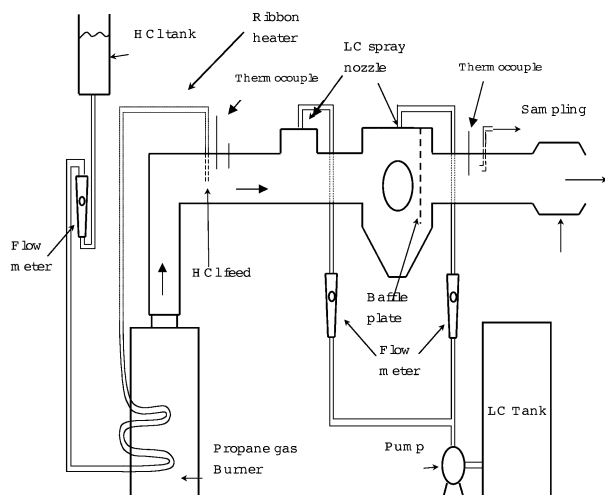 Ribbon
heater
HCl tank
LC spray
nozzle
Thermocouple
Thermocouple
Sampling
Flow
meter
HCl feed
Baffle
plate
Flow
meter
LC Tank
Propane gas
Burner
Pump